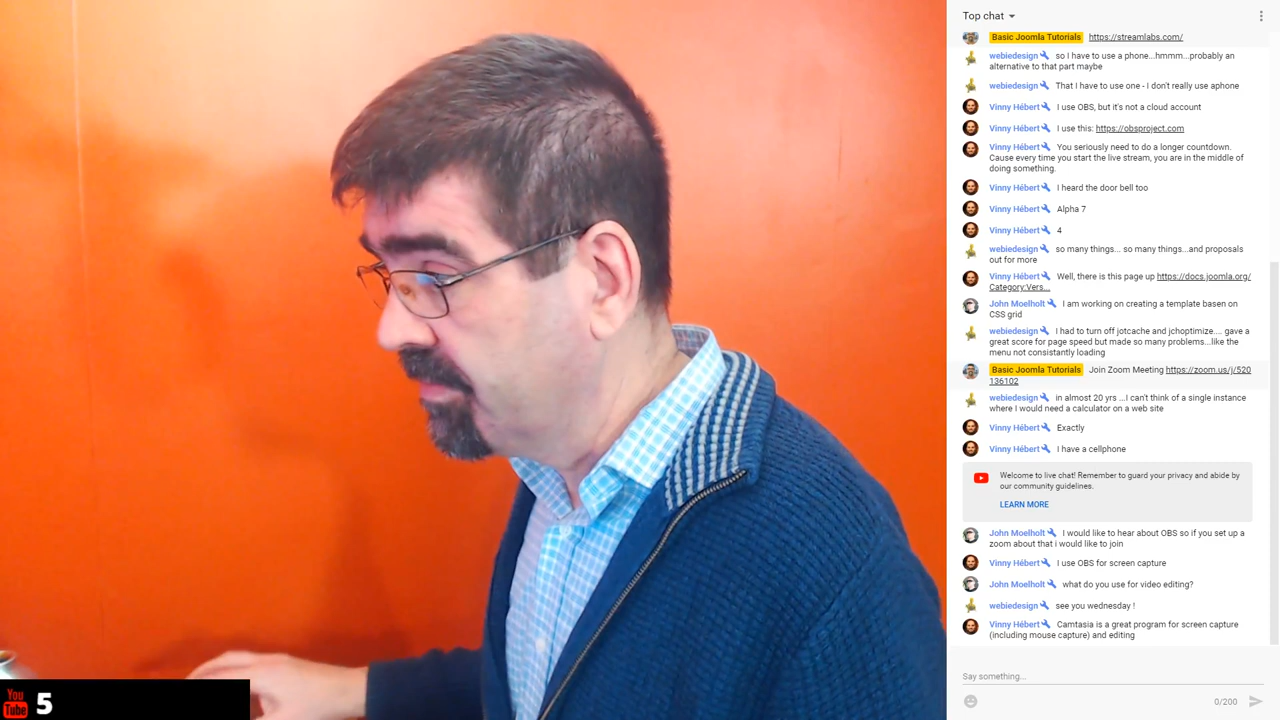 Top chat
Basic Joomla Tutorials https://streamlabs.com/
webiedesign so I have to use a phone...hmmm...probably an
alternative to that part maybe
webiedesign That I have to use one - I don't really use aphone
Vinny Hébert I use OBS, but it's not a cloud account
Vinny Hébert I use this: https://obsproject.com
Vinny Hébert You seriously need to do a longer countdown.
Cause every time you start the live stream, you are in the middle of
doing something.
Vinny Hébert I heard the door bell too
Vinny Hébert Alpha 7
Vinny Hébert 4
webiedesign so many things... so many things...and proposals
out for more
Vinny Hébert Well, there is this page up https://docs.joomla.org/
Category:Vers...
John Moelholt I am working on creating a template basen on
CSS grid
webiedesign I had to turn off jotcache and jchoptimize.... gave a
great score for page speed but made so many problems...like the
menu not consistantly loading
Basic Joomla Tutorials Join Zoom Meeting https://zoom.us/j/520
136102
webiedesign in almost 20 yrs ...I can't think of a single instance
where I would need a calculator on a web site
Vinny Hébert Exactly
Vinny Hébert I have a cellphone
Welcome to live chat! Remember to guard your privacy and abide by
our community guidelines.
LEARN MORE
John Moelholt I would like to hear about OBS so if you set up a
zoom about that i would like to join
Vinny Hébert I use OBS for screen capture
John Moelholt what do you use for video editing?
webiedesign see you wednesday !
Vinny Hébert Camtasia is a great program for screen capture
(including mouse capture) and editing
Say something...
0/200
You
Tube 5